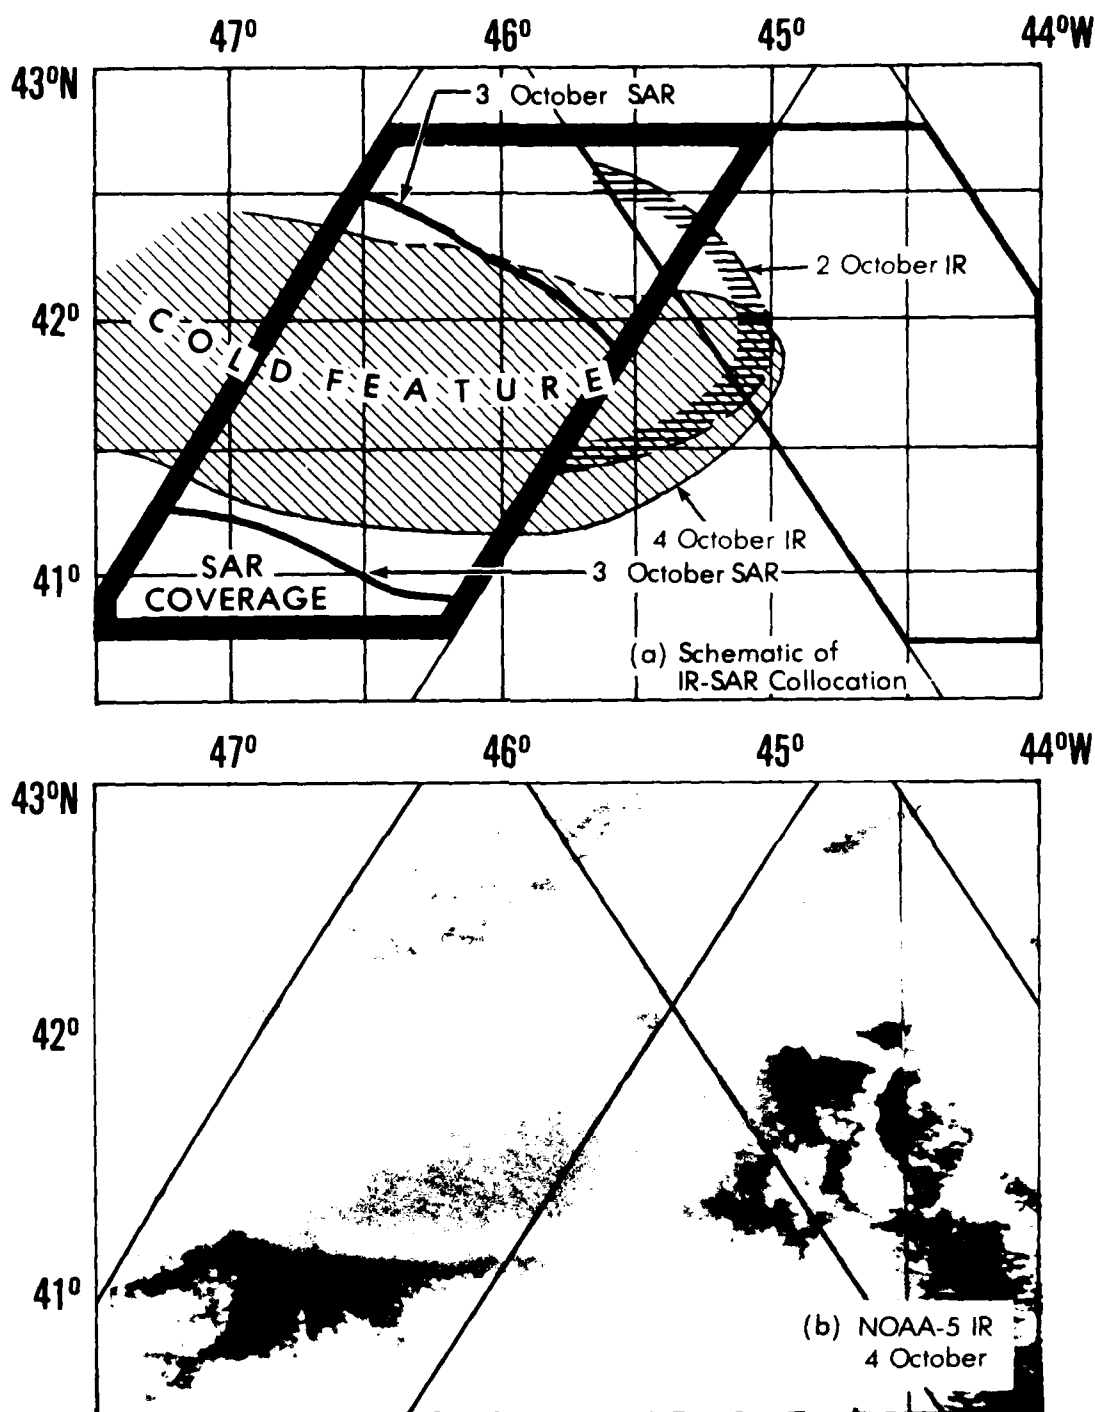 47° 46° 45° 44°W
43°N
3 October SAR
2 October IR
42°
COLD FEATURE
4 October IR
41°
SAR
COVERAGE
3 October SAR
(a) Schematic of
IR-SAR Collocation
47° 46° 45° 44°W
43°N
42°
41°
(b) NOAA-5 IR
4 October